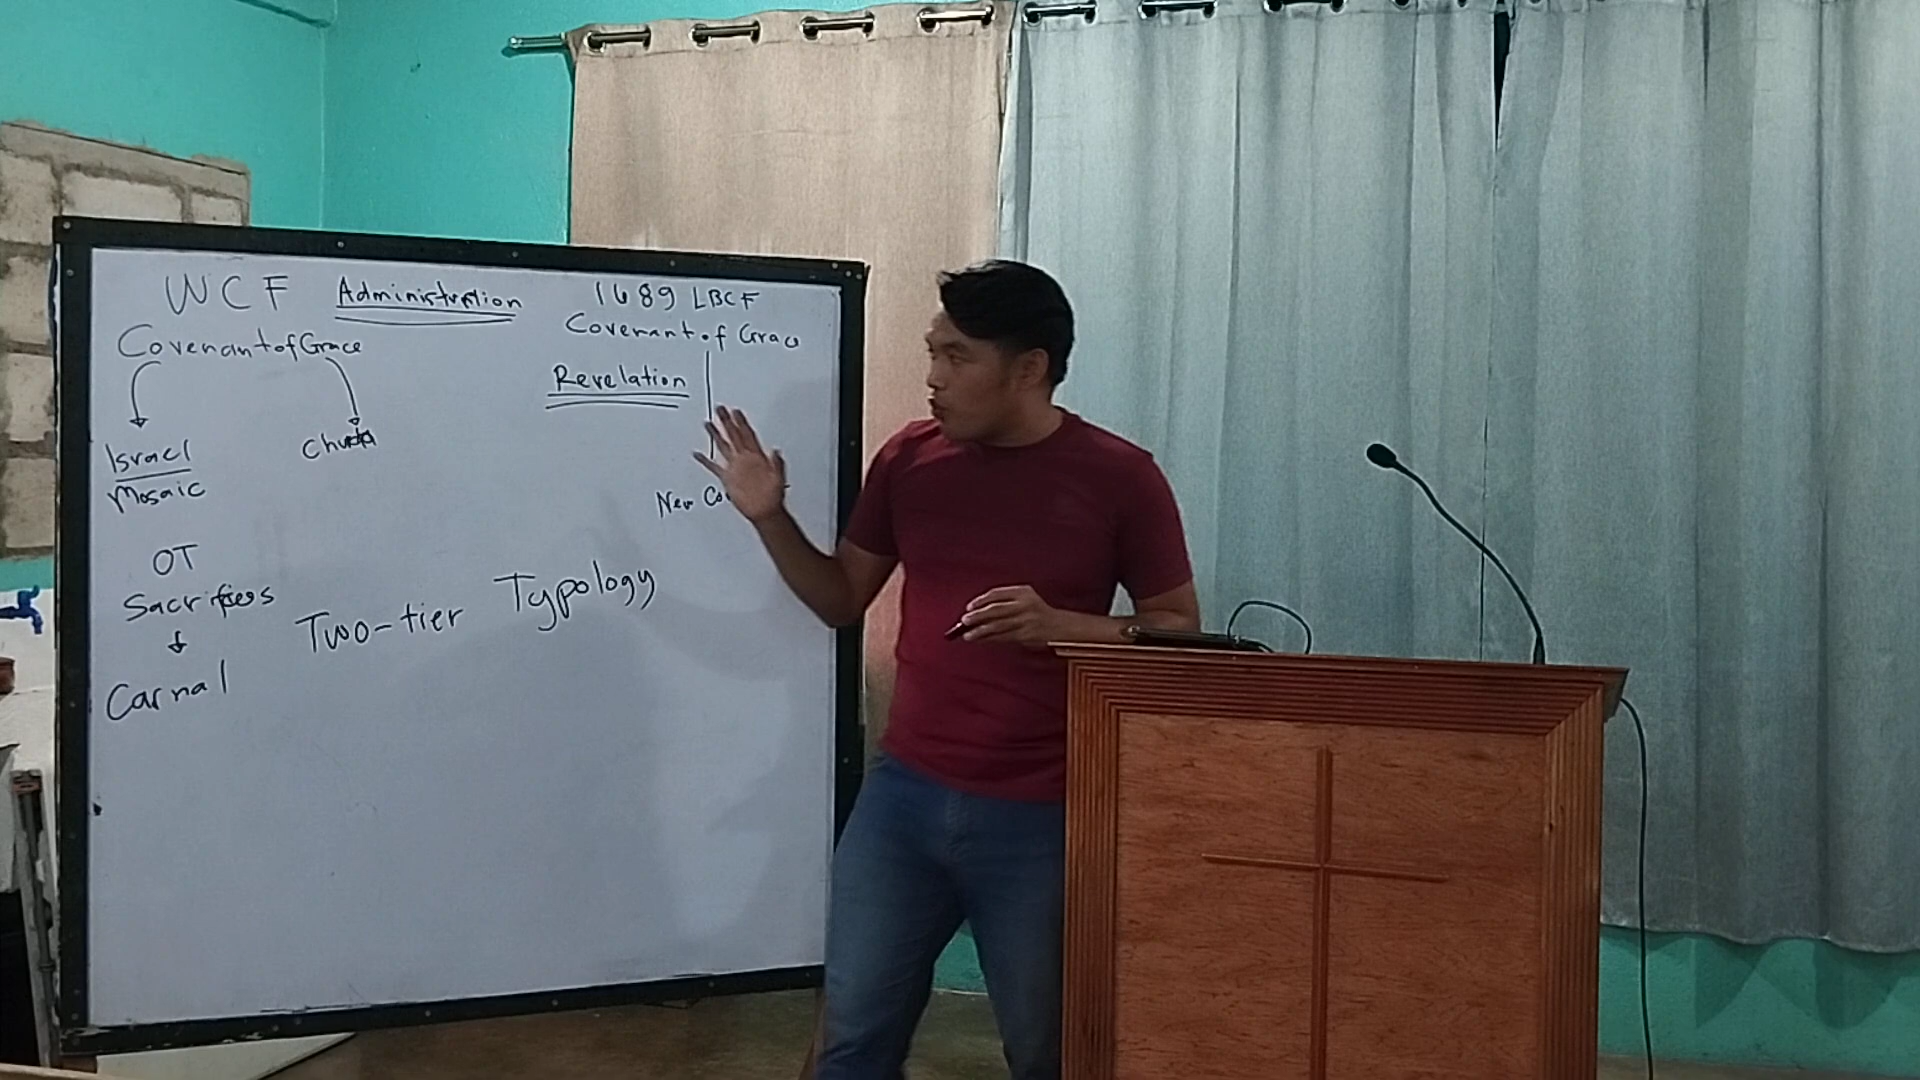 WCF
Administration
1689 LBCF
Covenant of Grace
Covenant of Grace
Revelation
Israel
Mosaic
New
OT
Sacrifices
Carnal
Two-tier Typology